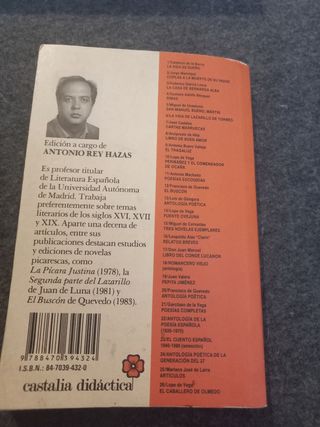 Edición a cargo de
ANTONIO REY HAZAS
Es profesor titular
de Literatura Española
de la Universidad Autónoma
de Madrid. Trabaja
preferentemente sobre temas
literarios de los siglos XVI, XVII
y XIX. Aparte una decena de
artículos, entre sus
publicaciones destacan estudios
y ediciones de novelas
picarescas, como
La Pícara Justina (1978), la
Segunda parte del Lazarillo
de Juan de Luna (1981) y
El Buscón de Quevedo (1983).
9788470394324
I.S.B.N.: 84-7039-432-0
castalia didáctica
1/Calderón de la Barca
LA VIDA ES SUEÑO
2/Jorge Manrique
COPLAS A LA MUERTE DE SU PADRE
3/Federico García Lorca
LA CASA DE BERNARDA ALBA
4/Gustavo Adolfo Bécquer
RIMAS
5/Miguel de Unamuno
SAN MANUEL BUENO, MÁRTIR
6/LA VIDA DE LAZARILLO DE TORMES
7/José Cadalso
CARTAS MARRUECAS
8/Arcipreste de Hita
LIBRO DE BUEN AMOR
9/Antonio Buero Vallejo
EL TRAGALUZ
10/Lope de Vega
PERIBÁÑEZ Y EL COMENDADOR
DE OCAÑA
11/Antonio Machado
POESÍAS ESCOGIDAS
12/Francisco de Quevedo
EL BUSCÓN
13/Luis de Góngora
ANTOLOGÍA POÉTICA
14/Lope de Vega
FUENTE OVEJUNA
15/Miguel de Cervantes
TRES NOVELAS EJEMPLARES
16/Leopoldo Alas "Clarín"
RELATOS BREVES
17/Don Juan Manuel
LIBRO DEL CONDE LUCANOR
18/ROMANCERO VIEJO
(antología)
19/Juan Valera
PEPITA JIMÉNEZ
20/Francisco de Quevedo
ANTOLOGÍA POÉTICA
21/Garcilaso de la Vega
POESÍAS COMPLETAS
22/ANTOLOGÍA DE LA
POESÍA ESPAÑOLA
23/EL CUENTO ESPAÑOL
24/ANTOLOGÍA POÉTICA DE LA
GENERACIÓN DEL 27
25/Mariano José de Larra
ARTÍCULOS
26/Lope de Vega
EL CABALLERO DE OLMEDO